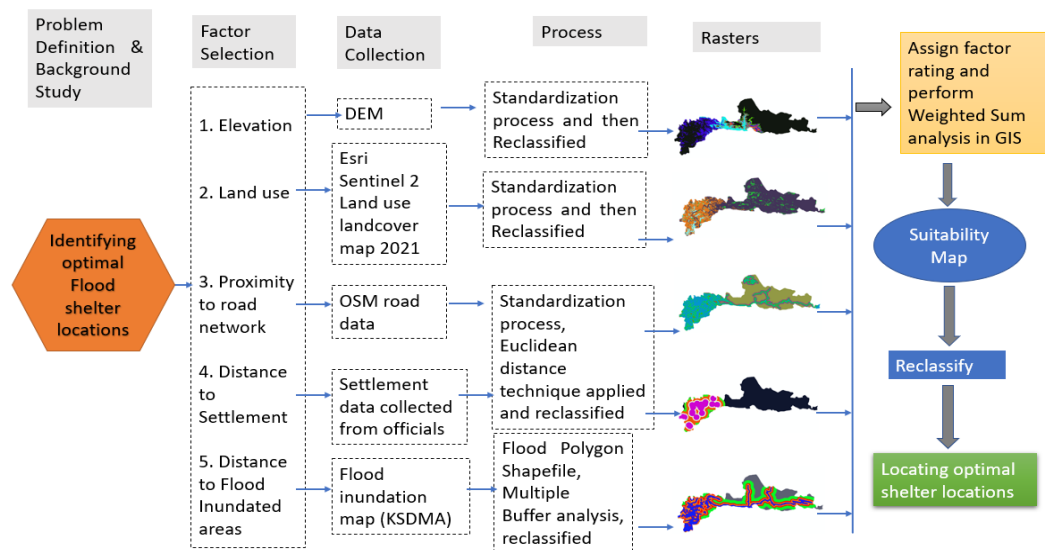 Problem
Definition &
Background
Study
Factor
Selection
Data
Collection
Process
Rasters
Identifying
optimal
Flood
shelter
locations
1. Elevation
2. Land use
3. Proximity
to road
network
4. Distance
to
Settlement
5. Distance
to Flood
Inundated
areas
DEM
Esri
Sentinel 2
Land use
landcover
map 2021
OSM road
data
Settlement
data collected
from officials
Flood
inundation
map (KSDMA)
Standardization
process and then
Reclassified
Standardization
process and then
Reclassified
Standardization
process,
Euclidean
distance
technique applied
and reclassified
Flood Polygon
Shapefile,
Multiple
Buffer analysis,
reclassified
Assign factor
rating and
perform
Weighted Sum
analysis in GIS
Suitability
Map
Reclassify
Locating optimal
shelter locations